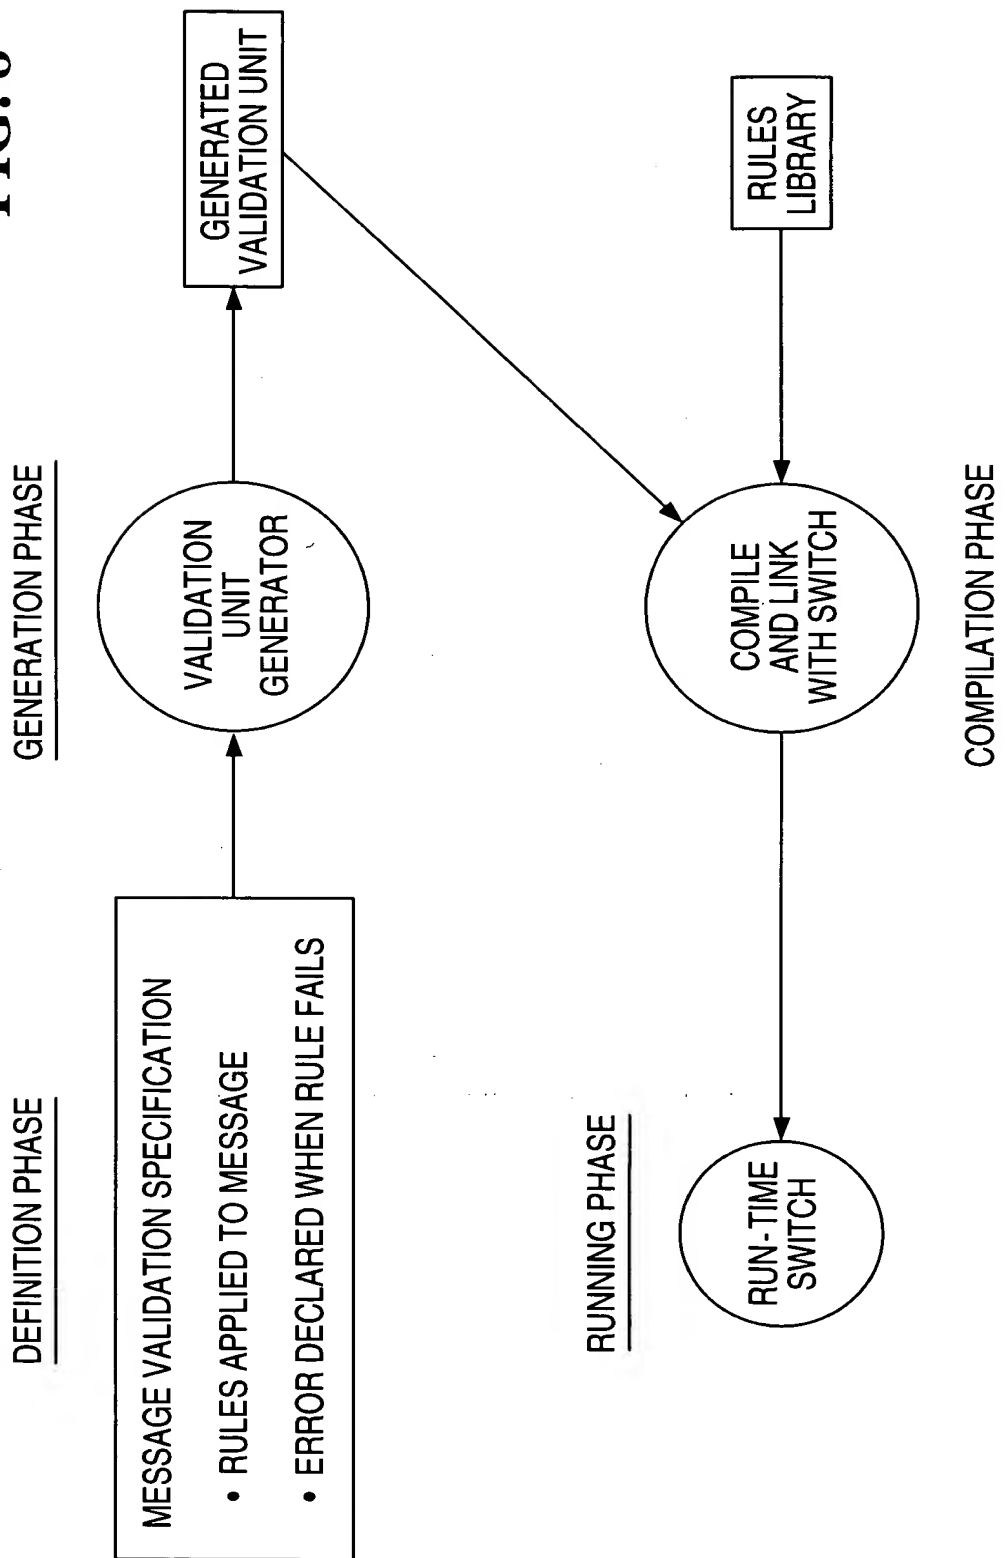 FIG.
DEFINITION PHASE
GENERATION PHASE
MESSAGE VALIDATION SPECIFICATION
• RULES APPLIED TO MESSAGE
• ERROR DECLARED WHEN RULE FAILS
VALIDATION
UNIT
GENERATOR
GENERATED
VALIDATION UNIT
RUNNING PHASE
RUN-TIME
SWITCH
COMPILE
AND LINK
WITH SWITCH
RULES
LIBRARY
COMPILATION PHASE